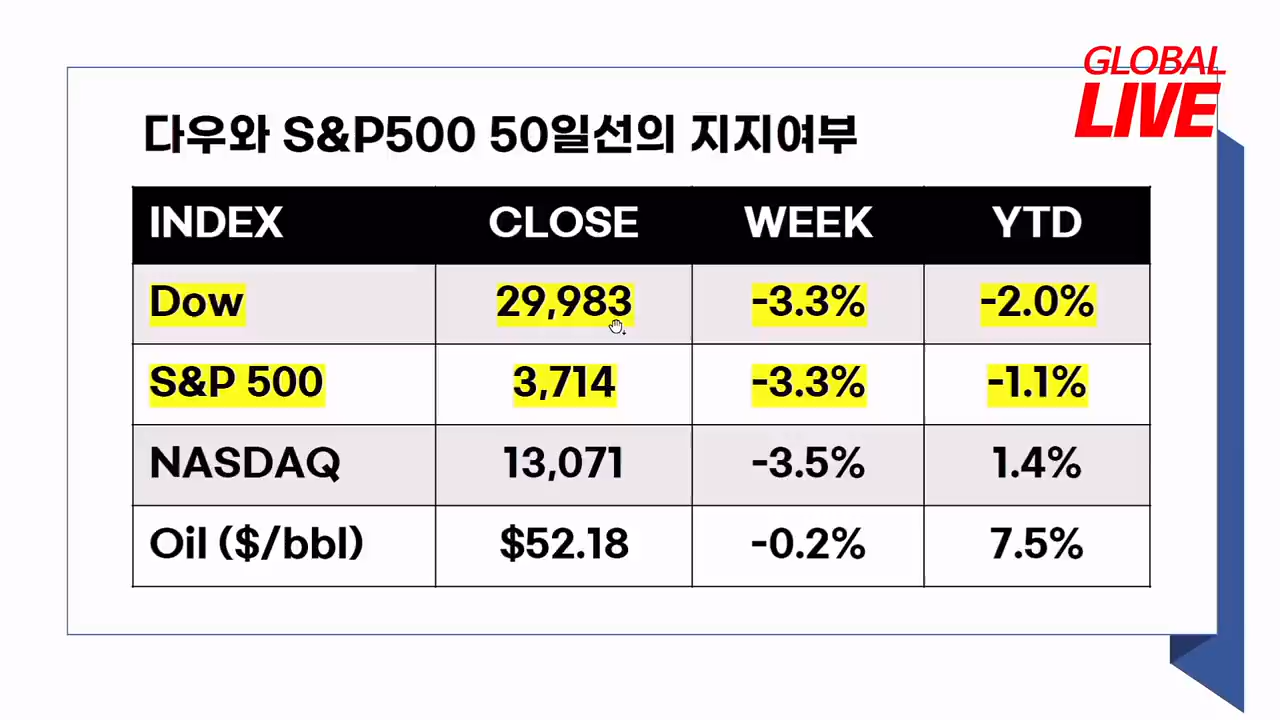 GLOBAL
LIVE
다우와 S&P500 50일선의 지지여부
INDEX CLOSE WEEK YTD
Dow 29,983 -3.3% -2.0%
S&P 500 3,714 -3.3% -1.1%
NASDAQ 13,071 -3.5% 1.4%
Oil ($/bbl) $52.18 -0.2% 7.5%